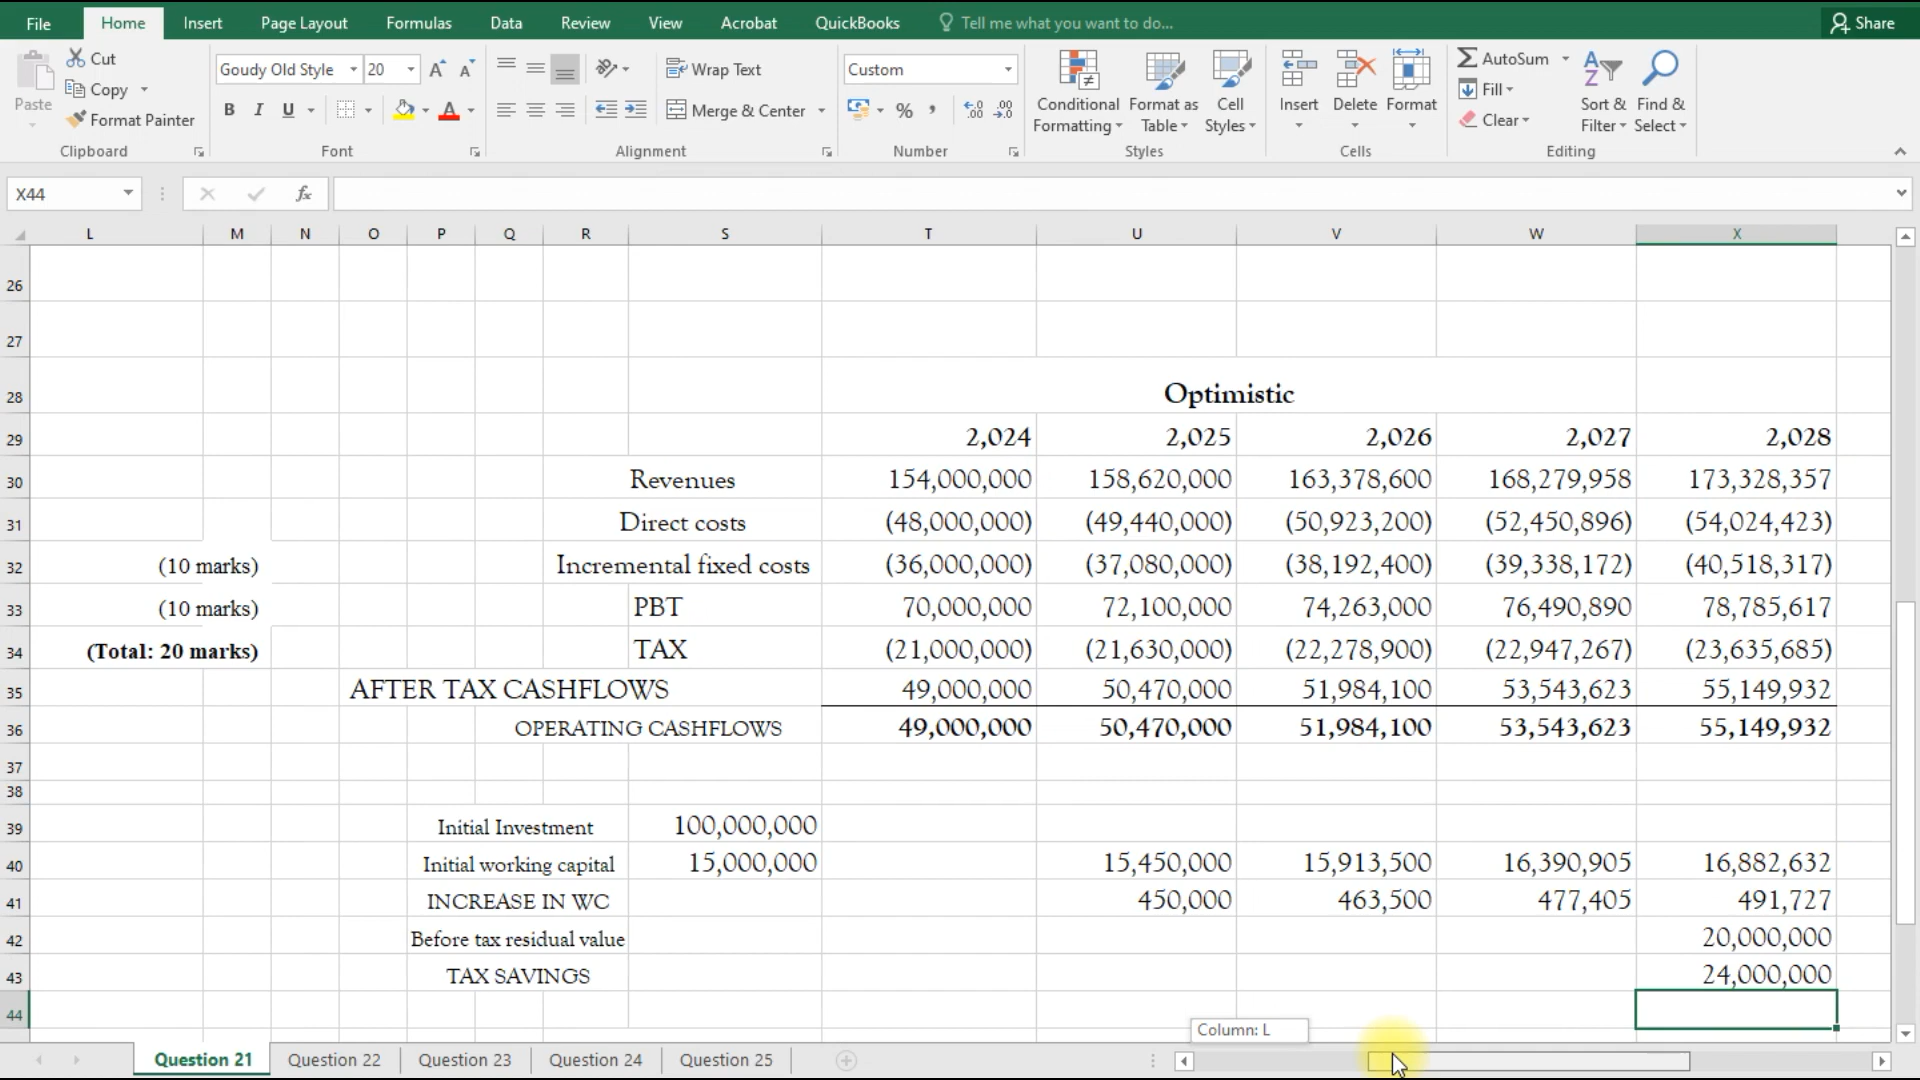 File Home Insert Page Layout Formulas Data Review View Acrobat QuickBooks Tell me what you want to do... Share
Paste Cut Copy Format Painter Clipboard
Goudy Old Style 20 A A B I U A Font
Wrap Text Merge & Center Alignment
Custom % , Number
Conditional Formatting Format as Table Cell Styles Styles
Insert Delete Format Cells
AutoSum Fill Clear Sort & Filter Find & Select Editing
X44 fx
L M N O P Q R S T U V W X
26
27
28 Optimistic
29 2,024 2,025 2,026 2,027 2,028
30 Revenues 154,000,000 158,620,000 163,378,600 168,279,958 173,328,357
31 Direct costs (48,000,000) (49,440,000) (50,923,200) (52,450,896) (54,024,423)
32 (10 marks) Incremental fixed costs (36,000,000) (37,080,000) (38,192,400) (39,338,172) (40,518,317)
33 (10 marks) PBT 70,000,000 72,100,000 74,263,000 76,490,890 78,785,617
34 (Total: 20 marks) TAX (21,000,000) (21,630,000) (22,278,900) (22,947,267) (23,635,685)
35 AFTER TAX CASHFLOWS 49,000,000 50,470,000 51,984,100 53,543,623 55,149,932
36 OPERATING CASHFLOWS 49,000,000 50,470,000 51,984,100 53,543,623 55,149,932
37
38
39 Initial Investment 100,000,000
40 Initial working capital 15,000,000 15,450,000 15,913,500 16,390,905 16,882,632
41 INCREASE IN WC 450,000 463,500 477,405 491,727
42 Before tax residual value 20,000,000
43 TAX SAVINGS 24,000,000
44
Column: L
Question 21 Question 22 Question 23 Question 24 Question 25